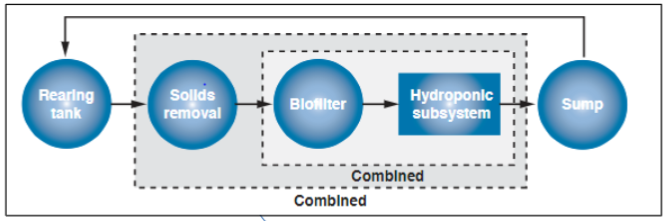 Rearing
tank
Solids
removal
Biofilter
Hydroponic
subsystem
Sump
Combined
Combined